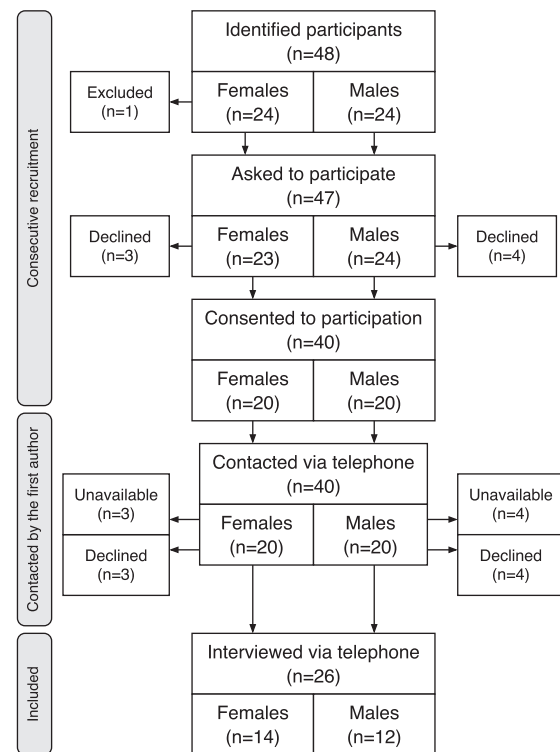 Consecutive recruitment
Identified participants
(n=48)
Excluded
(n=1)
Females
(n=24)
Males
(n=24)
Asked to participate
(n=47)
Declined
(n=3)
Females
(n=23)
Males
(n=24)
Declined
(n=4)
Consented to participation
(n=40)
Females
(n=20)
Males
(n=20)
Contacted by the first author
Contacted via telephone
(n=40)
Unavailable
(n=3)
Declined
(n=3)
Females
(n=20)
Males
(n=20)
Unavailable
(n=4)
Declined
(n=4)
Included
Interviewed via telephone
(n=26)
Females
(n=14)
Males
(n=12)